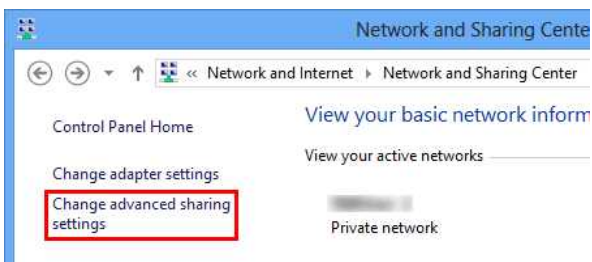 Network and Sharing Cente
« Network and Internet Network and Sharing Center
Control Panel Home
Change adapter settings
Change advanced sharing
settings
View your basic network inform
View your active networks
Private network